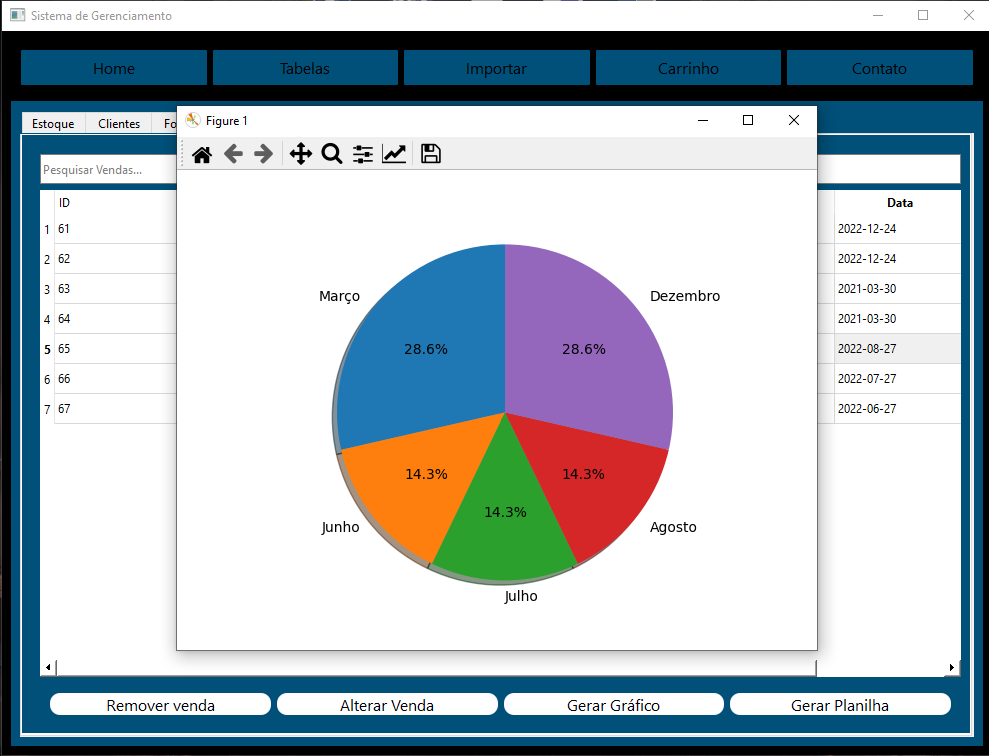 Sistema de Gerenciamento
Home Tabelas Importar Carrinho Contato
Estoque Clientes Fo
Figure 1
Pesquisar Vendas...
ID Data
1 61 2022-12-24
2 62 2022-12-24
3 63 2021-03-30
4 64 2021-03-30
5 65 2022-08-27
6 66 2022-07-27
7 67 2022-06-27
Março Dezembro
28.6% 28.6%
14.3% 14.3%
14.3%
Junho Agosto
Julho
Remover venda Alterar Venda Gerar Gráfico Gerar Planilha